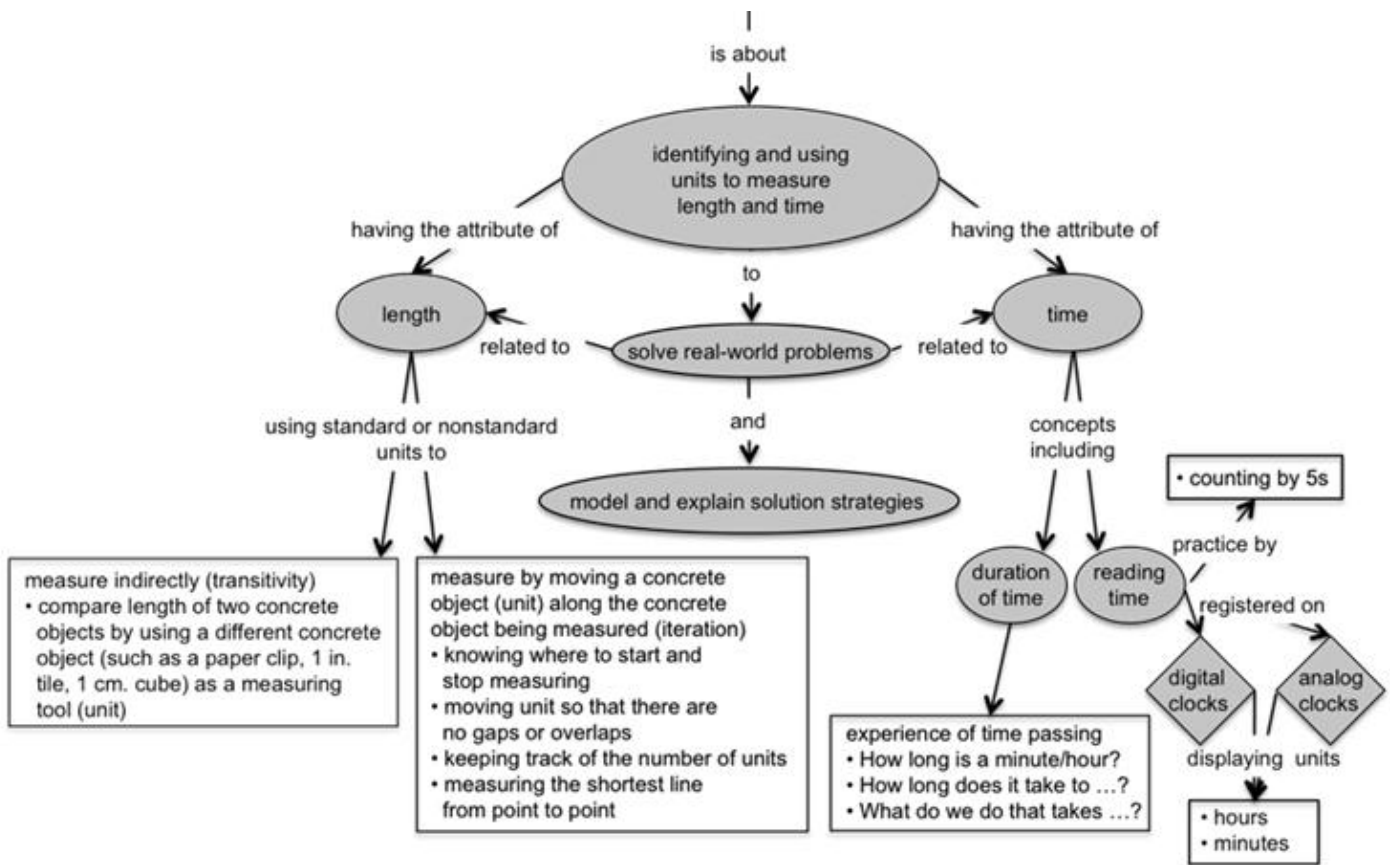 is about
identifying and using
units to measure
length and time
having the attribute of
having the attribute of
to
length
time
related to
solve real-world problems
related to
using standard or nonstandard
units to
and
concepts
including
model and explain solution strategies
• counting by 5s
practice by
measure indirectly (transitivity)
• compare length of two concrete
objects by using a different concrete
object (such as a paper clip, 1 in.
tile, 1 cm. cube) as a measuring
tool (unit)
measure by moving a concrete
object (unit) along the concrete
object being measured (iteration)
• knowing where to start and
stop measuring
• moving unit so that there are
no gaps or overlaps
• keeping track of the number of units
• measuring the shortest line
from point to point
duration
of time
reading
time
registered on
digital
clocks
analog
clocks
experience of time passing
• How long is a minute/hour?
• How long does it take to …?
• What do we do that takes …?
displaying units
• hours
• minutes